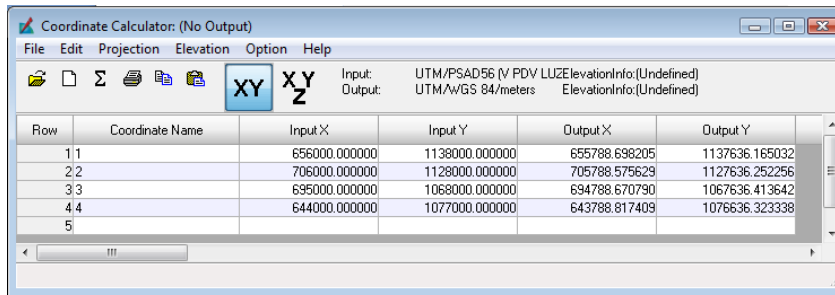 Coordinate Calculator: (No Output)
File Edit Projection Elevation Option Help
XY X Y Z Input: UTM/PSAD56 (V PDV LUZElevationInfo:(Undefined)
Output: UTM/WGS 84/meters ElevationInfo:(Undefined)
Row Coordinate Name Input X Input Y Output X Output Y
1 1 656000.000000 1138000.000000 655788.698205 1137636.165032
2 2 706000.000000 1128000.000000 705788.575629 1127636.252256
3 3 695000.000000 1068000.000000 694788.670790 1067636.413642
4 4 644000.000000 1077000.000000 643788.817409 1076636.323338
5